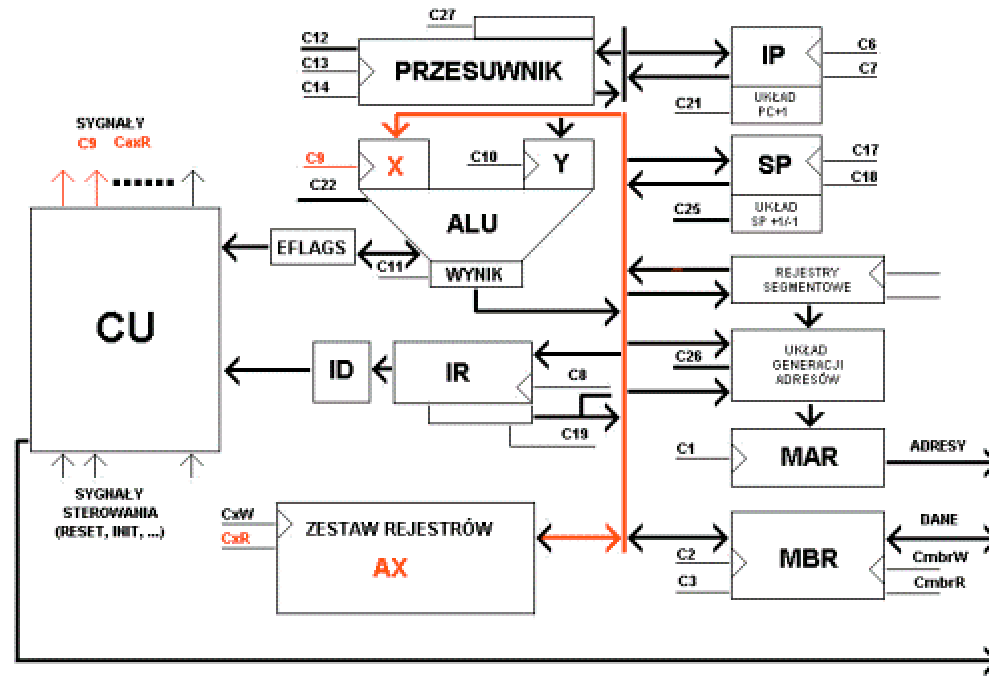 C27
C12
C13
C14
PRZESUWNIK
IP
C6
C7
C21
UKŁAD
PC+1
SYGNAŁY
C9 CaxR
C9
X
C10
Y
C22
ALU
SP
C17
C18
C25
UKŁAD
SP +1/-1
EFLAGS
C11
WYNIK
REJESTRY
SEGMENTOWE
CU
ID
IR
C8
C19
C26
UKŁAD
GENERACJI
ADRESÓW
C1
MAR
ADRESY
SYGNAŁY
STEROWANIA
(RESET, INIT, ...)
CxW
CxR
ZESTAW REJESTRÓW
AX
C2
C3
MBR
DANE
CmbrW
CmbrR